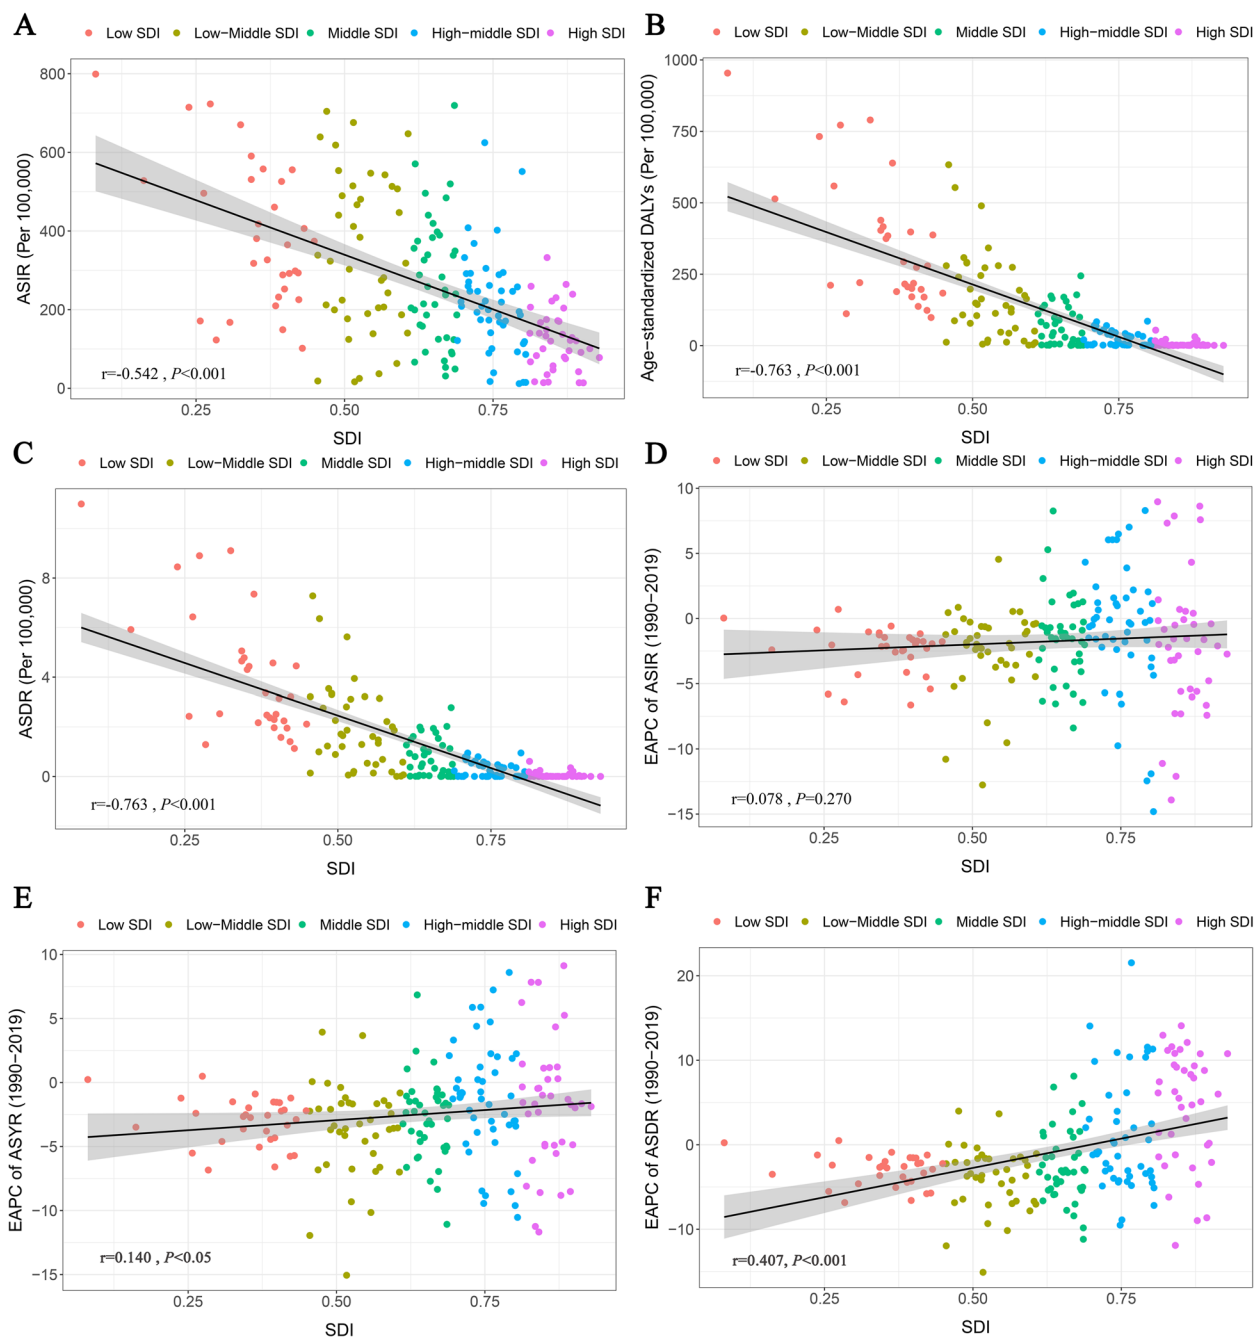 A
Low SDI Low-Middle SDI Middle SDI High-middle SDI High SDI
ASIR (Per 100,000)
800
600
400
200
0
r=-0.542 , P<0.001
0.25 0.50 0.75
SDI
B
Low SDI Low-Middle SDI Middle SDI High-middle SDI High SDI
Age-standardized DALYs (Per 100,000)
1000
750
500
250
0
r=-0.763 , P<0.001
0.25 0.50 0.75
SDI
C
Low SDI Low-Middle SDI Middle SDI High-middle SDI High SDI
ASDR (Per 100,000)
8
4
0
r=-0.763 , P<0.001
0.25 0.50 0.75
SDI
D
Low SDI Low-Middle SDI Middle SDI High-middle SDI High SDI
EAPC of ASIR (1990-2019)
10
5
0
-5
-10
-15
r=0.078 , P=0.270
0.25 0.50 0.75
SDI
E
Low SDI Low-Middle SDI Middle SDI High-middle SDI High SDI
EAPC of ASYR (1990-2019)
10
5
0
-5
-10
-15
r=0.140 , P<0.05
0.25 0.50 0.75
SDI
F
Low SDI Low-Middle SDI Middle SDI High-middle SDI High SDI
EAPC of ASDR (1990-2019)
20
10
0
-10
r=0.407, P<0.001
0.25 0.50 0.75
SDI